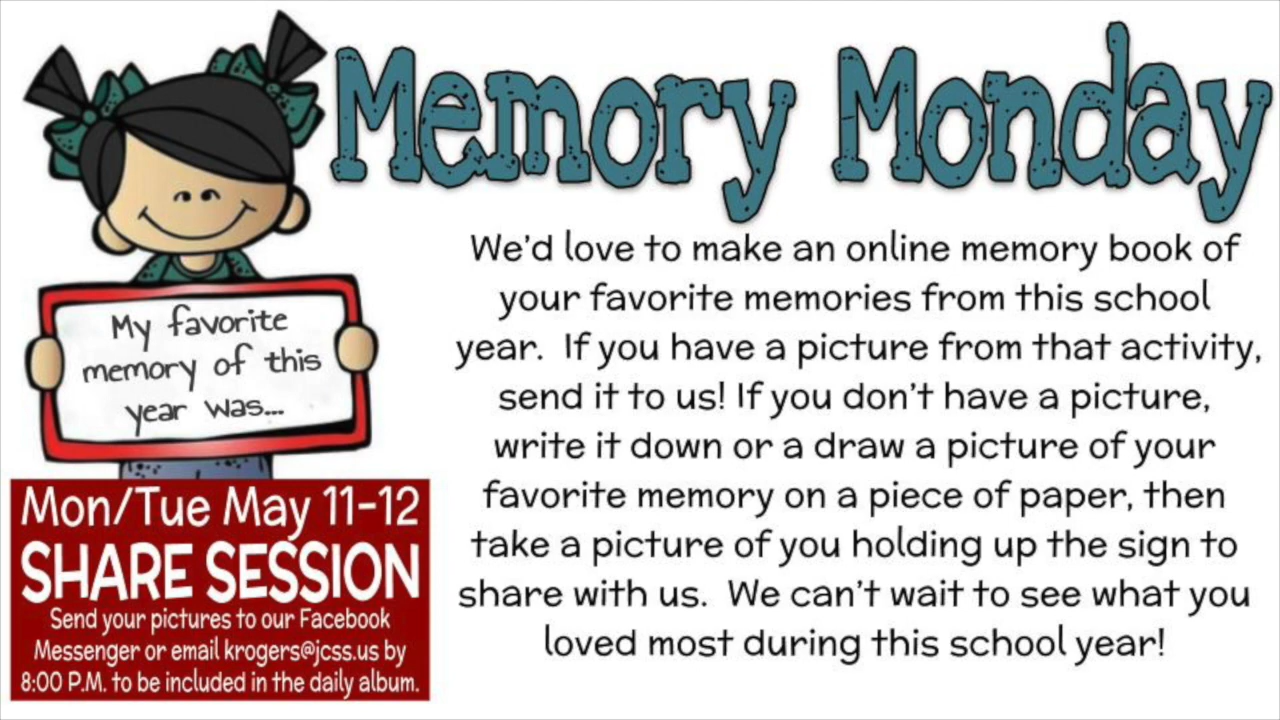 Memory Monday
We'd love to make an online memory book of
your favorite memories from this school
year.  If you have a picture from that activity,
send it to us! If you don't have a picture,
write it down or a draw a picture of your
favorite memory on a piece of paper, then
take a picture of you holding up the sign to
share with us.  We can't wait to see what you
loved most during this school year!
My favorite
memory of this
year was...
Mon/Tue May 11-12
SHARE SESSION
Send your pictures to our Facebook
Messenger or email krogers@jcss.us by
8:00 P.M. to be included in the daily album.